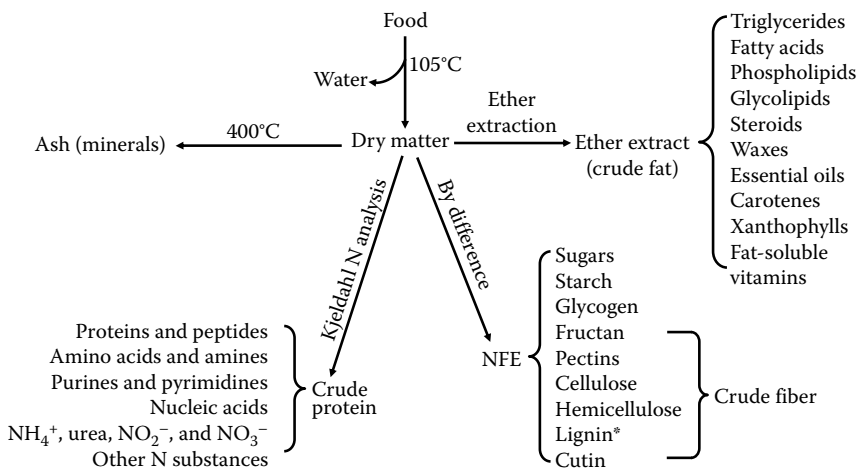 Food
105°C
Water
Ether
extraction
400°C
Ash (minerals)
Dry matter
Ether extract
(crude fat)
Triglycerides
Fatty acids
Phospholipids
Glycolipids
Steroids
Waxes
Essential oils
Carotenes
Xanthophylls
Fat-soluble
vitamins
Kjeldahl N analysis
By difference
Proteins and peptides
Amino acids and amines
Purines and pyrimidines
Nucleic acids
NH₄⁺, urea, NO₂⁻, and NO₃⁻
Other N substances
Crude
protein
NFE
Sugars
Starch
Glycogen
Fructan
Pectins
Cellulose
Hemicellulose
Lignin*
Cutin
Crude fiber